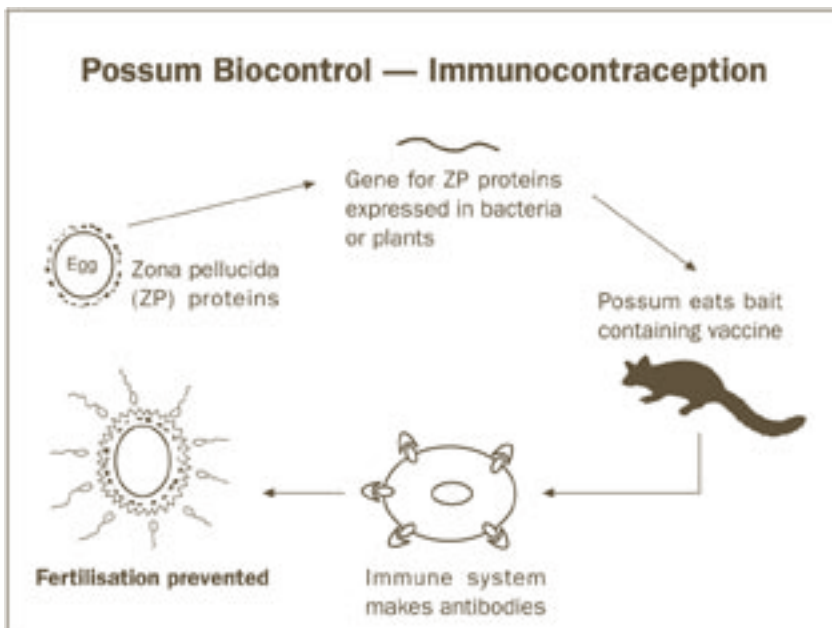 Possum Biocontrol — Immunocontraception
Gene for ZP proteins
expressed in bacteria
or plants
Egg
Zona pellucida
(ZP) proteins
Possum eats bait
containing vaccine
Fertilisation prevented
Immune system
makes antibodies